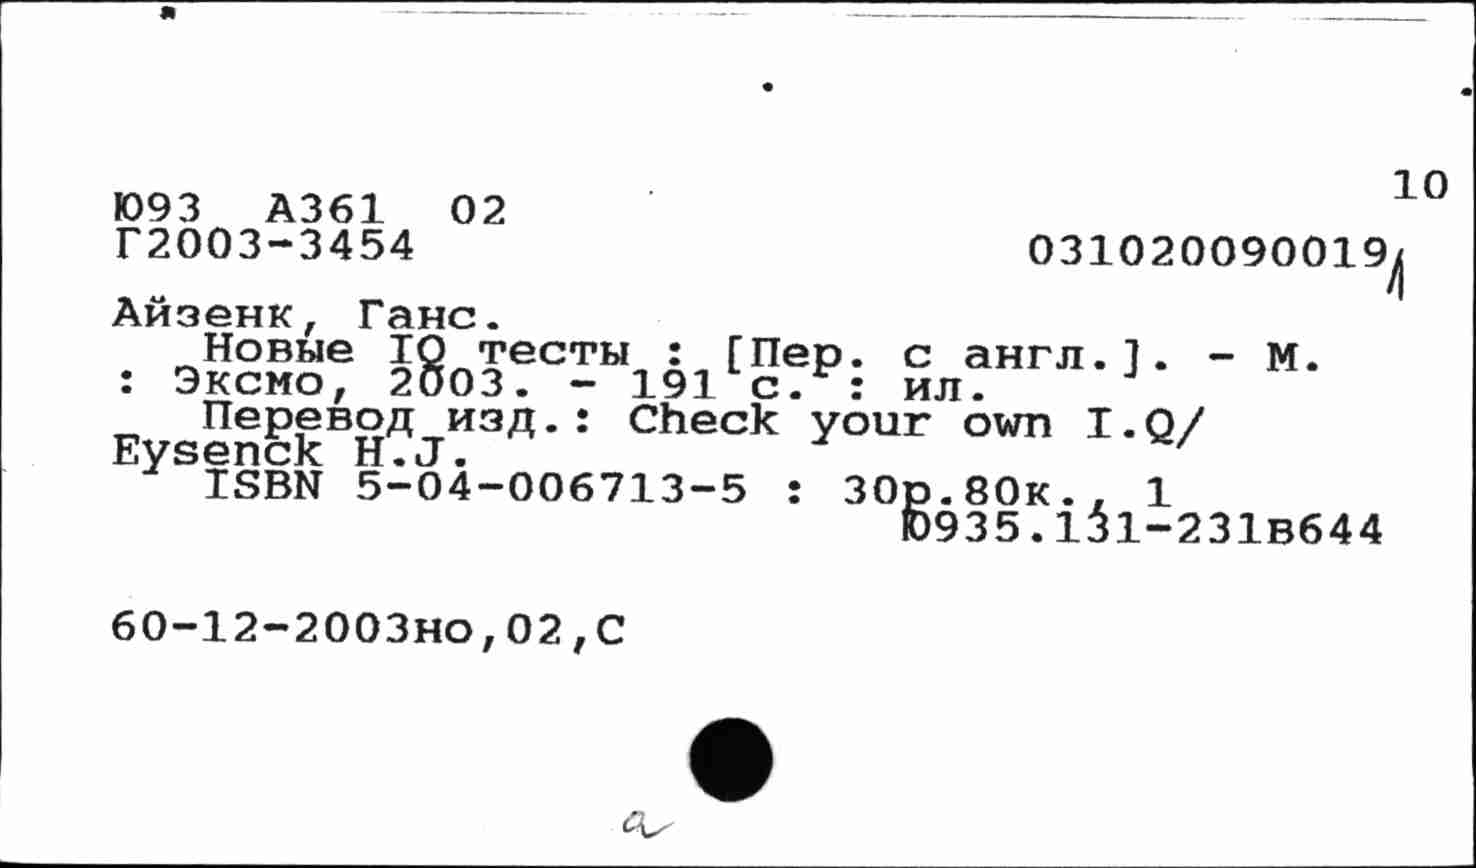 10
Ю93 А361 02
Г2003-3454
031020090019
Айзенк, Ганс.
Новые IQ тесты : [Пер. с англ.]. - М.
: Эксмо, 2003. - 191 с. : ил.
Перевод изд.: Check your own I.Q/
Eysenck H.J.
ISBN 5-04-006713-5 : 30р.80к., 1
Ю935.131-231в644
60-12-2003но,02,С
а